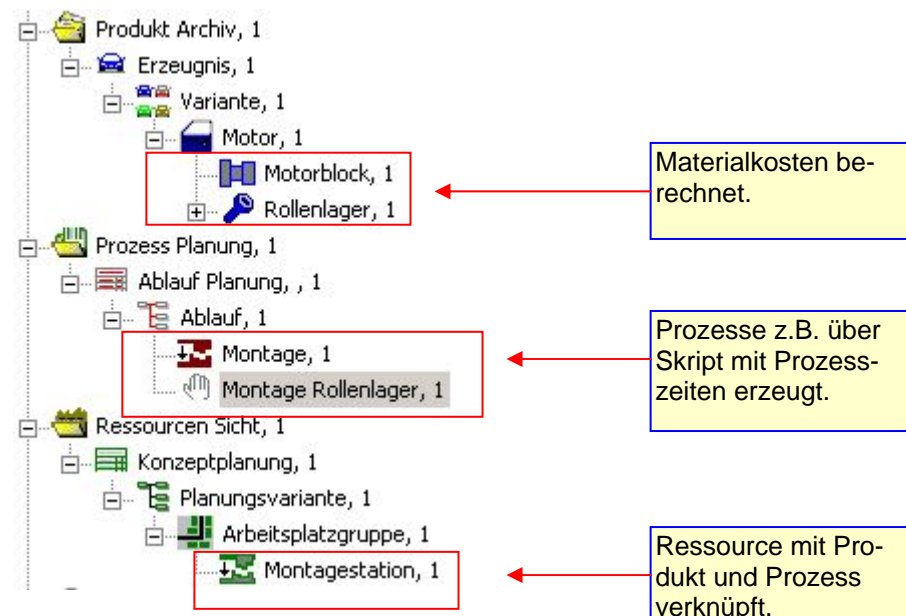 Produkt Archiv, 1
Erzeugnis, 1
Variante, 1
Motor, 1
Motorblock, 1
Rollenlager, 1
Materialkosten be-
rechnet.
Prozess Planung, 1
Ablauf Planung, , 1
Ablauf, 1
Montage, 1
Montage Rollenlager, 1
Prozesse z.B. über
Skript mit Prozess-
zeiten erzeugt.
Ressourcen Sicht, 1
Konzeptplanung, 1
Planungsvariante, 1
Arbeitsplatzgruppe, 1
Montagestation, 1
Ressource mit Pro-
dukt und Prozess
verknüpft.